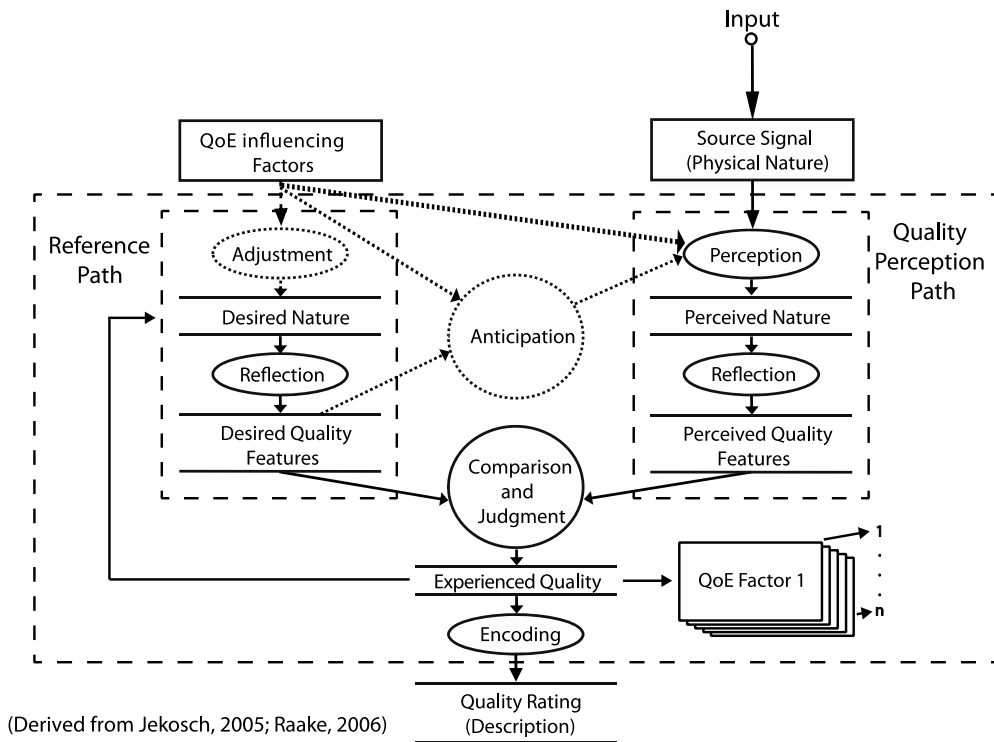 Input
QoE influencing
Factors
Source Signal
(Physical Nature)
Reference
Path
Adjustment
Desired Nature
Reflection
Desired Quality
Features
Anticipation
Perception
Perceived Nature
Reflection
Perceived Quality
Features
Quality
Perception
Path
Comparison
and
Judgment
Experienced Quality
QoE Factor 1
1
.
.
.
n
Encoding
Quality Rating
(Description)
(Derived from Jekosch, 2005; Raake, 2006)